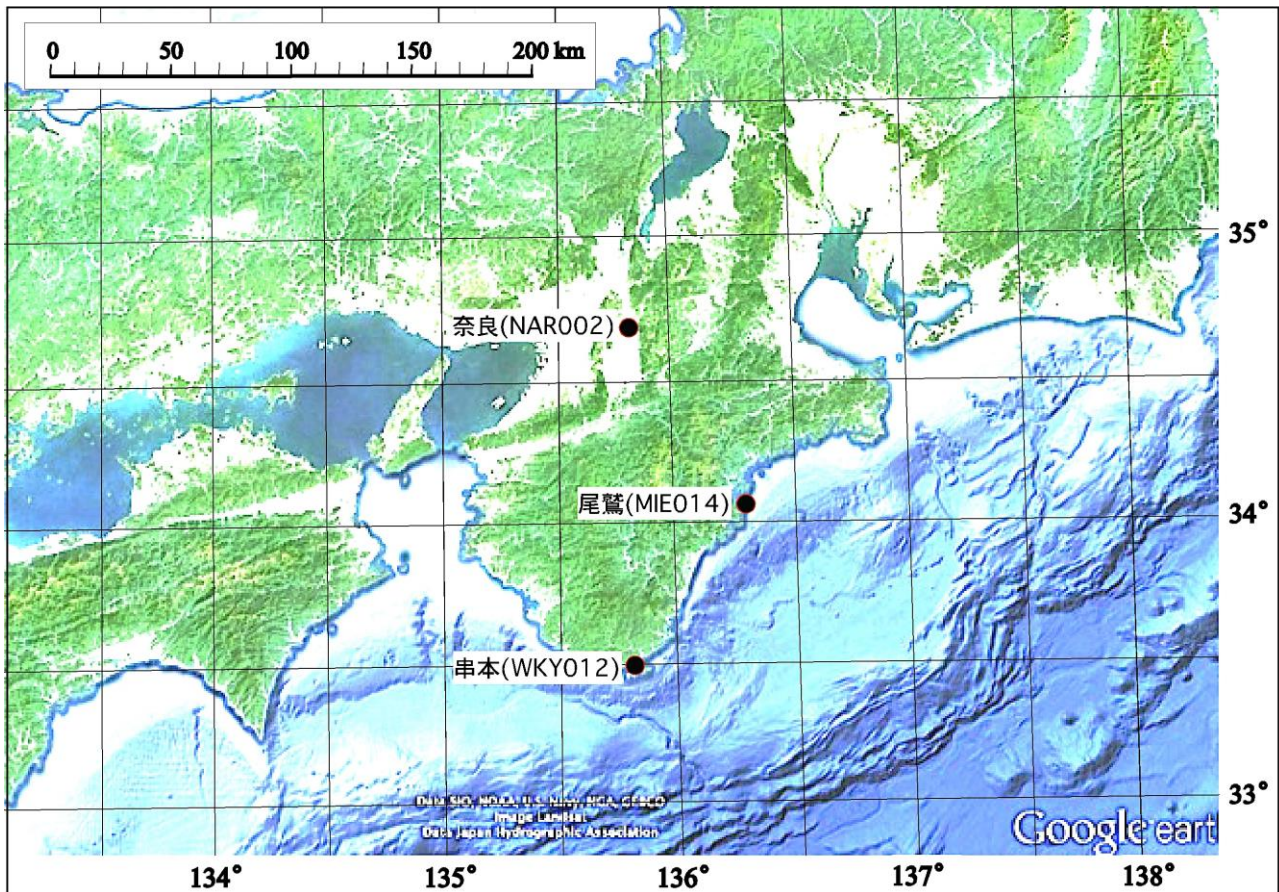 0 50 100 150 200 km
35°
奈良(NAR002)
尾鷲(MIE014)
34°
串本(WKY012)
33°
Data SIO, NOAA, U.S. Navy, NGA, GEBCO
Image Landsat
Data Japan Hydrographic Association
Google eart
134° 135° 136° 137° 138°